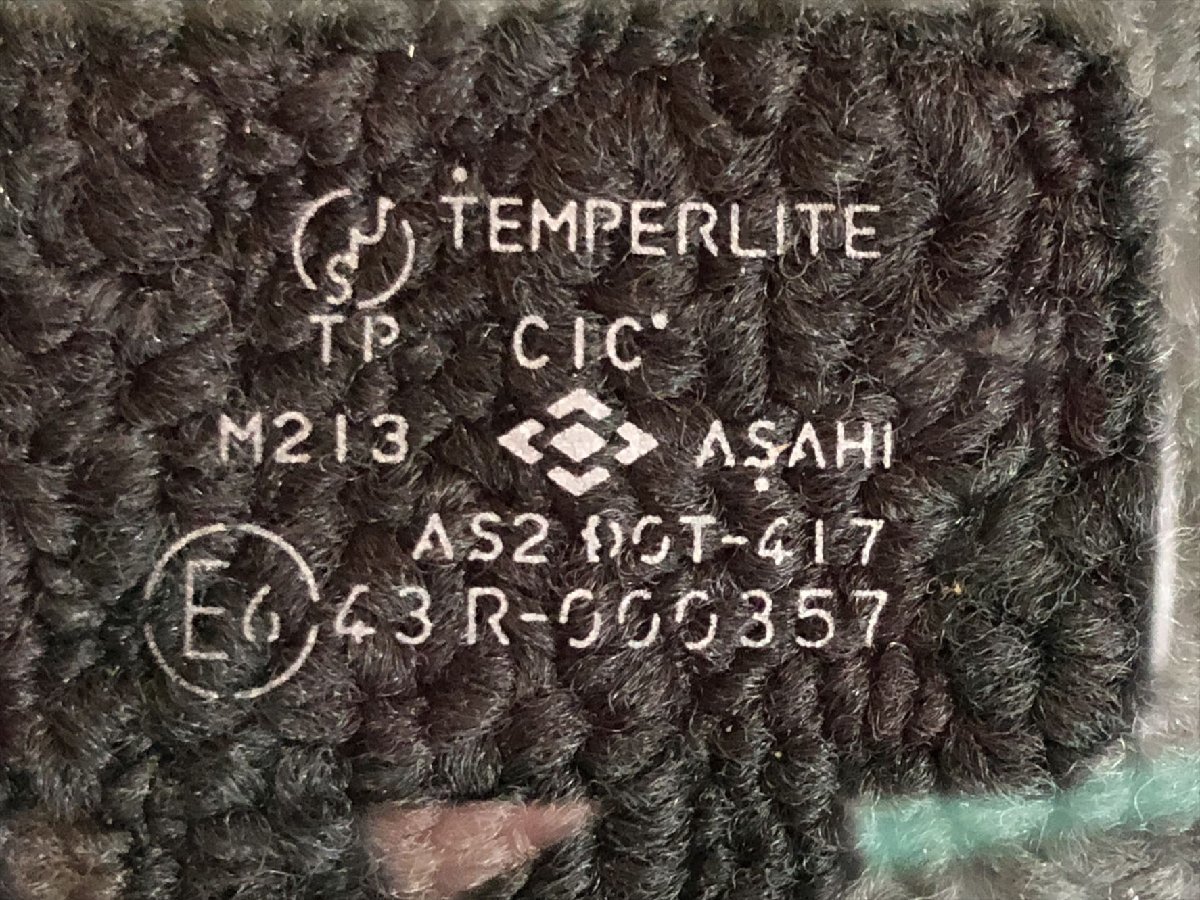 S TEMPERLITE
TP CIC
M213 ASAHI
AS2 DOT-417
E6 43R-000357